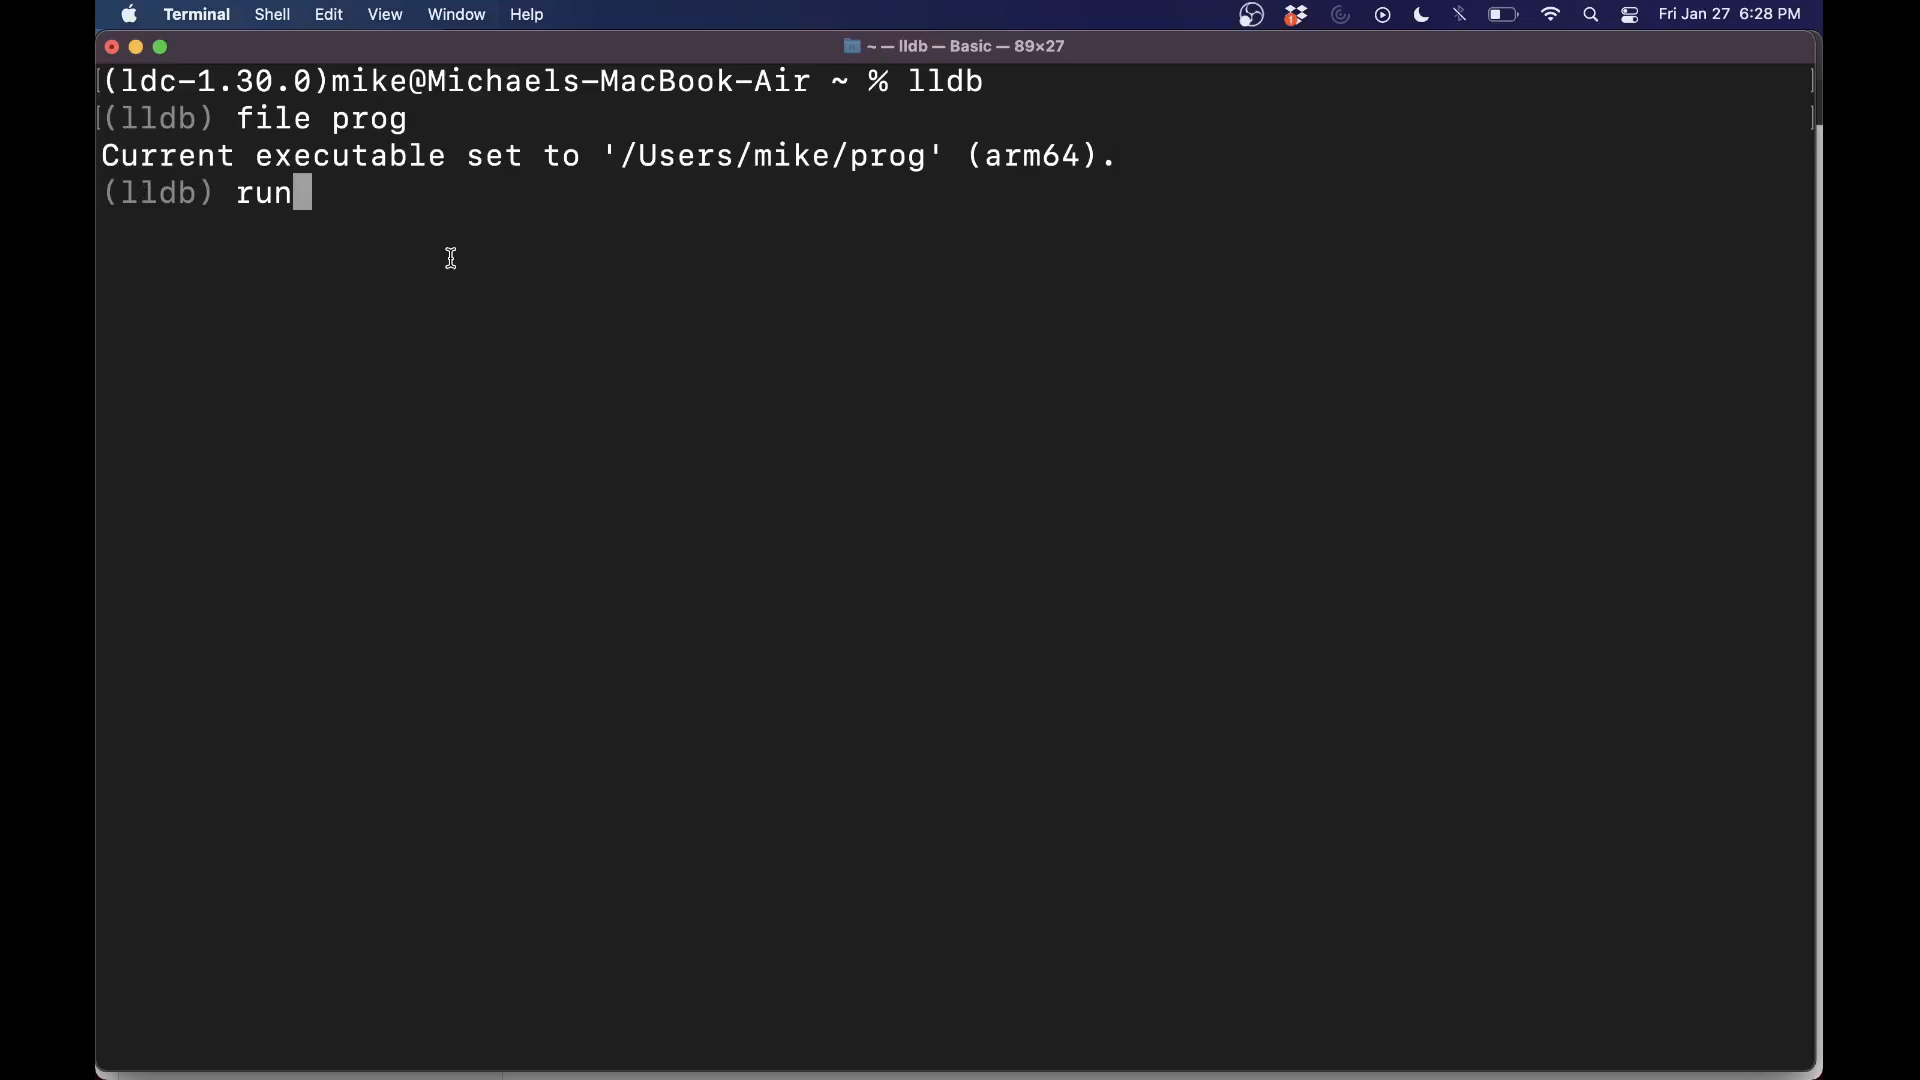 Terminal Shell Edit View Window Help 1 Fri Jan 27 6:28 PM
~ — lldb — Basic — 89×27
(ldc-1.30.0)mike@Michaels-MacBook-Air ~ % lldb
(lldb) file prog
Current executable set to '/Users/mike/prog' (arm64).
(lldb) run